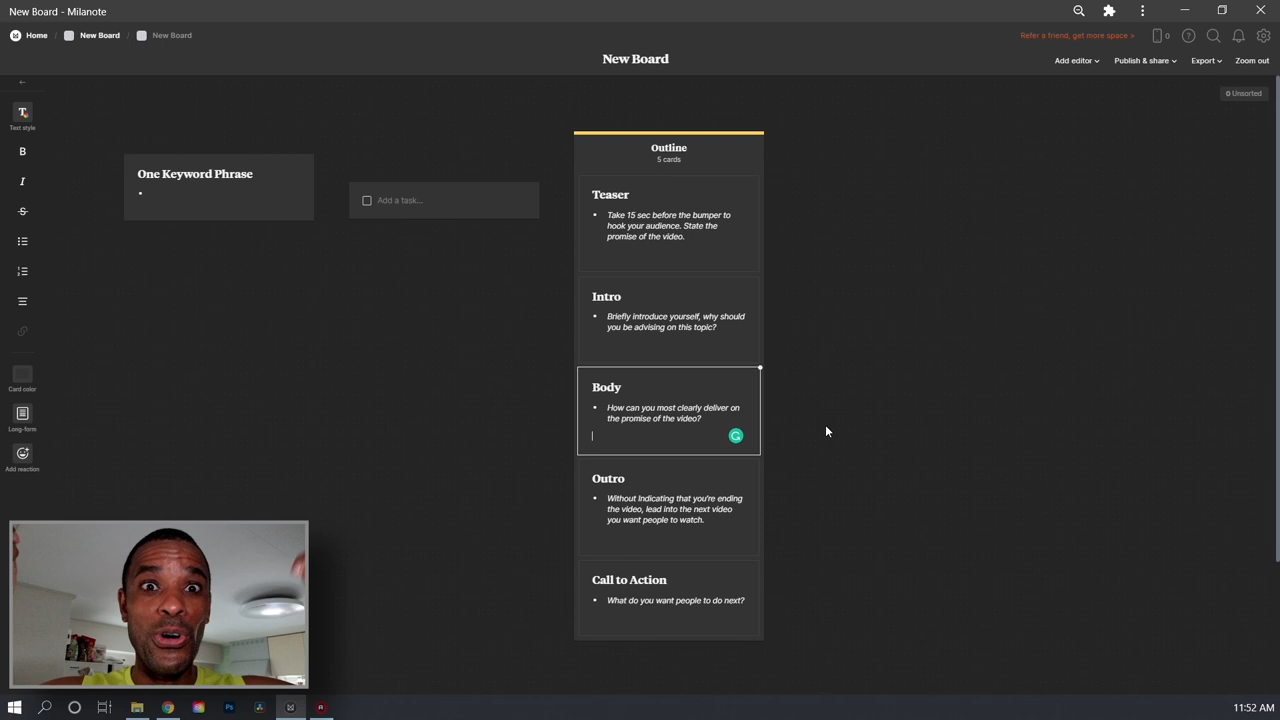 New Board - Milanote
Home / New Board / New Board
Refer a friend, get more space >
0
New Board
Add editor
Publish & share
Export
Zoom out
0 Unsorted
Text style
B
I
S
Card color
Long-form
Add reaction
One Keyword Phrase
•
Add a task...
Outline
5 cards
Teaser
• Take 15 sec before the bumper to
hook your audience. State the
promise of the video.
Intro
• Briefly introduce yourself, why should
you be advising on this topic?
Body
• How can you most clearly deliver on
the promise of the video?
Outro
• Without Indicating that you're ending
the video, lead into the next video
you want people to watch.
Call to Action
• What do you want people to do next?
Ps
11:52 AM